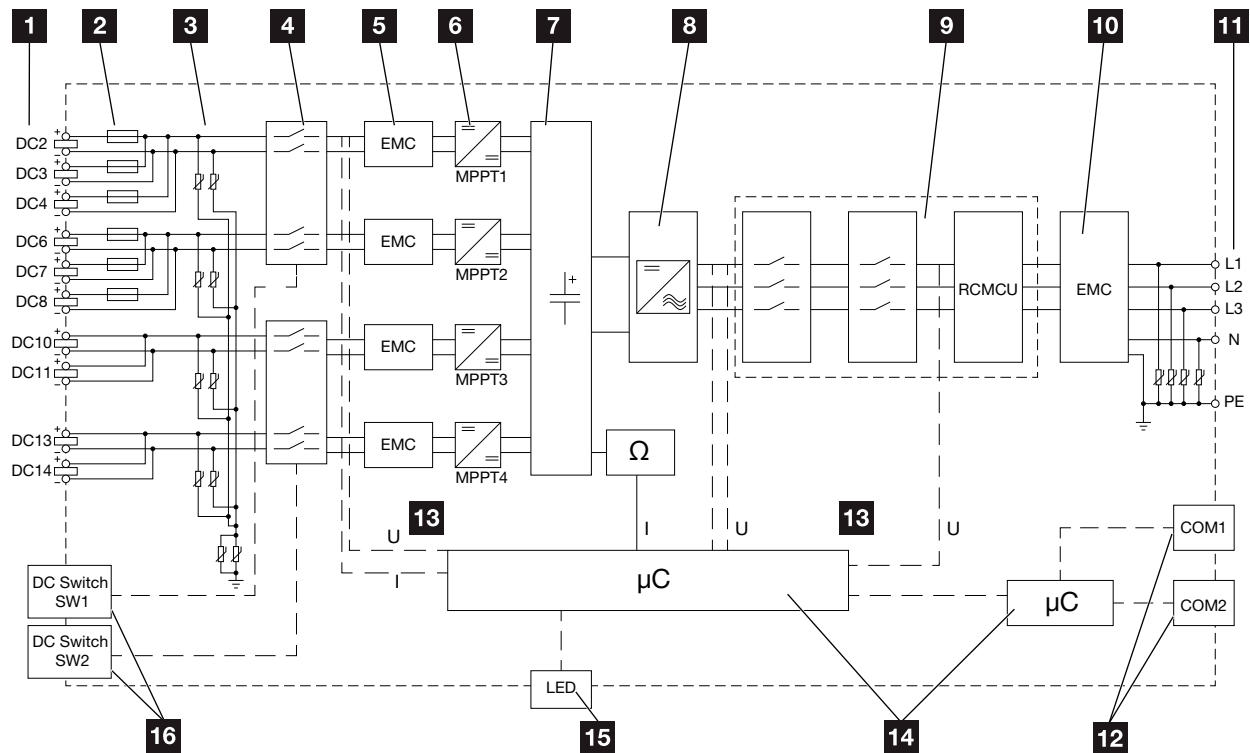 1 2 3 4 5 6 7 8 9 10 11
DC2 + -
DC3 + -
DC4 + -
DC6 + -
DC7 + -
DC8 + -
DC10 + -
DC11 + -
DC13 + -
DC14 + -
EMC
MPPT1
EMC
MPPT2
EMC
MPPT3
EMC
MPPT4
+
Ω
RCMCU
EMC
L1
L2
L3
N
PE
13
13
U
I
I
U
U
µC
µC
COM1
COM2
DC Switch
SW1
DC Switch
SW2
LED
16 15 14 12